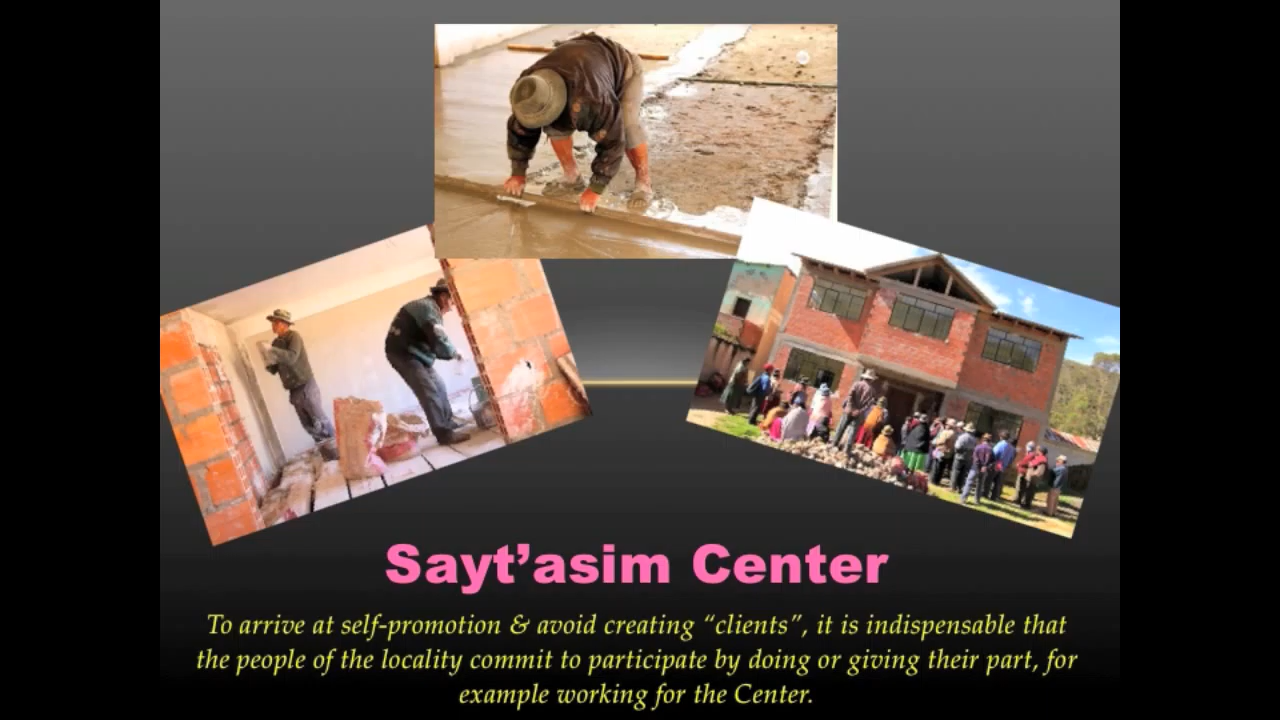 Sayt’asim Center
To arrive at self-promotion & avoid creating “clients”, it is indispensable that
the people of the locality commit to participate by doing or giving their part, for
example working for the Center.